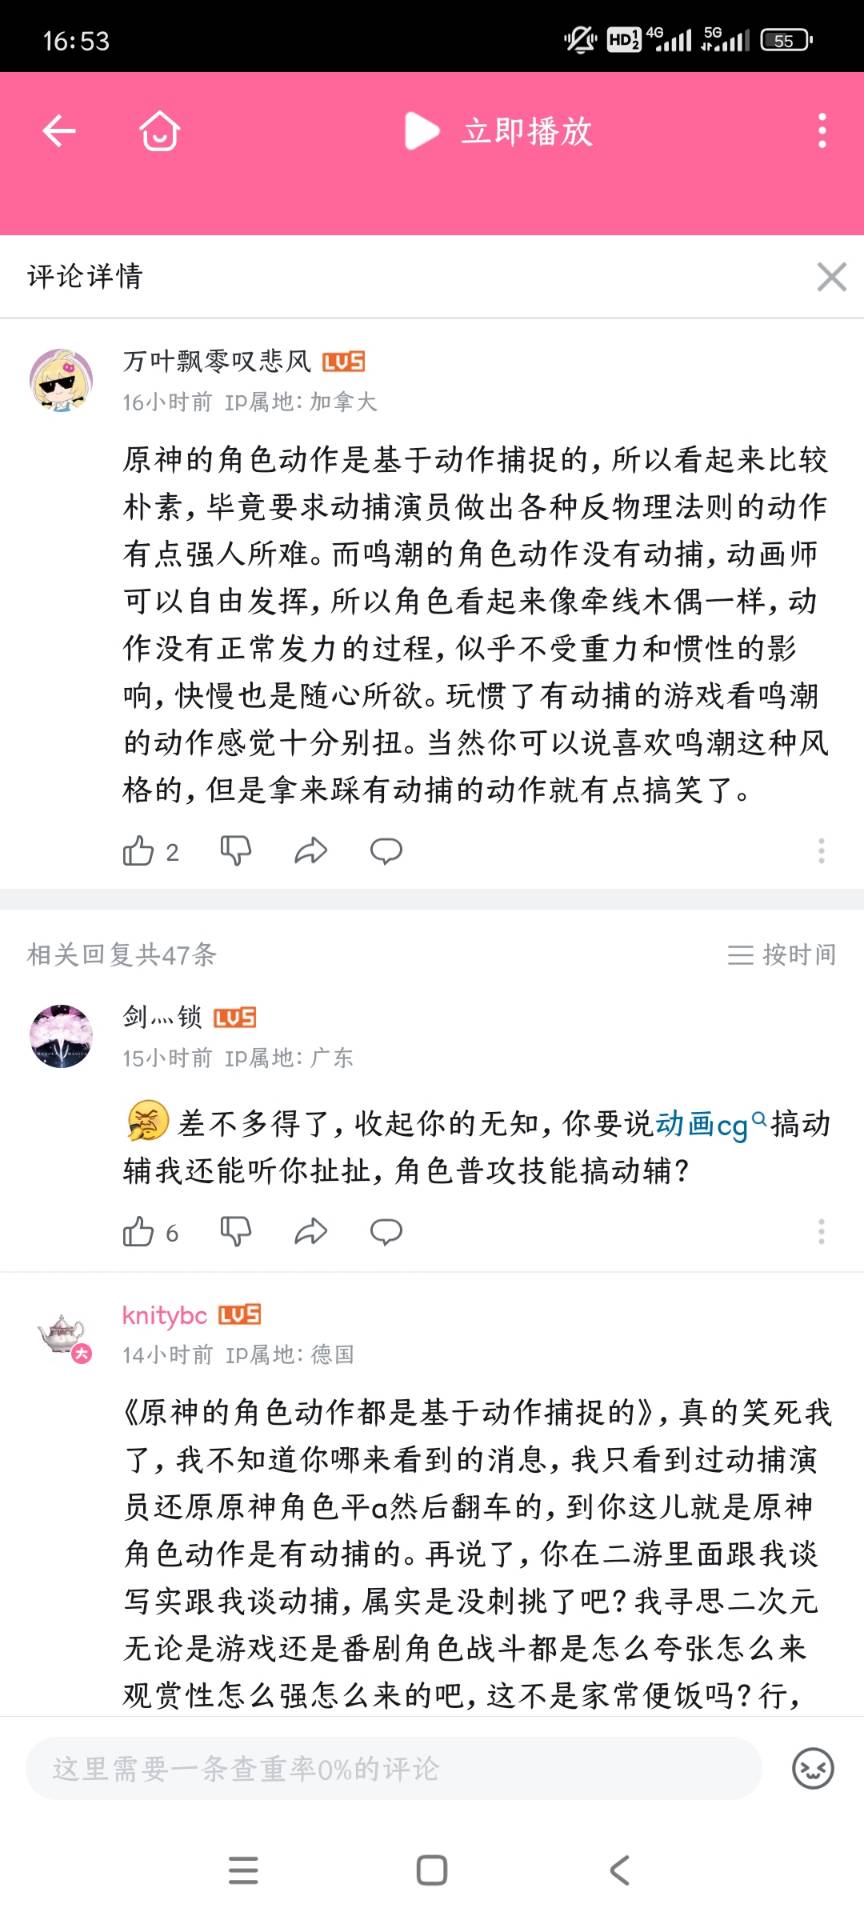 16:53
HD 1 2 4G 5G 55
立即播放
评论详情
万叶飘零叹悲风 LV5
16小时前 IP属地：加拿大
原神的角色动作是基于动作捕捉的，所以看起来比较
朴素，毕竟要求动捕演员做出各种反物理法则的动作
有点强人所难。而鸣潮的角色动作没有动捕，动画师
可以自由发挥，所以角色看起来像牵线木偶一样，动
作没有正常发力的过程，似乎不受重力和惯性的影
响，快慢也是随心所欲。玩惯了有动捕的游戏看鸣潮
的动作感觉十分别扭。当然你可以说喜欢鸣潮这种风
格的，但是拿来踩有动捕的动作就有点搞笑了。
2
相关回复共47条 按时间
剑灬锁 LV5
15小时前 IP属地：广东
差不多得了，收起你的无知，你要说动画cg搞动
辅我还能听你扯扯，角色普攻技能搞动辅？
6
knitybc LV5
大
14小时前 IP属地：德国
《原神的角色动作都是基于动作捕捉的》，真的笑死我
了，我不知道你哪来看到的消息，我只看到过动捕演
员还原原神角色平a然后翻车的，到你这儿就是原神
角色动作是有动捕的。再说了，你在二游里面跟我谈
写实跟我谈动捕，属实是没刺挑了吧？我寻思二次元
无论是游戏还是番剧角色战斗都是怎么夸张怎么来
观赏性怎么强怎么来的吧，这不是家常便饭吗？行，
这里需要一条查重率0%的评论